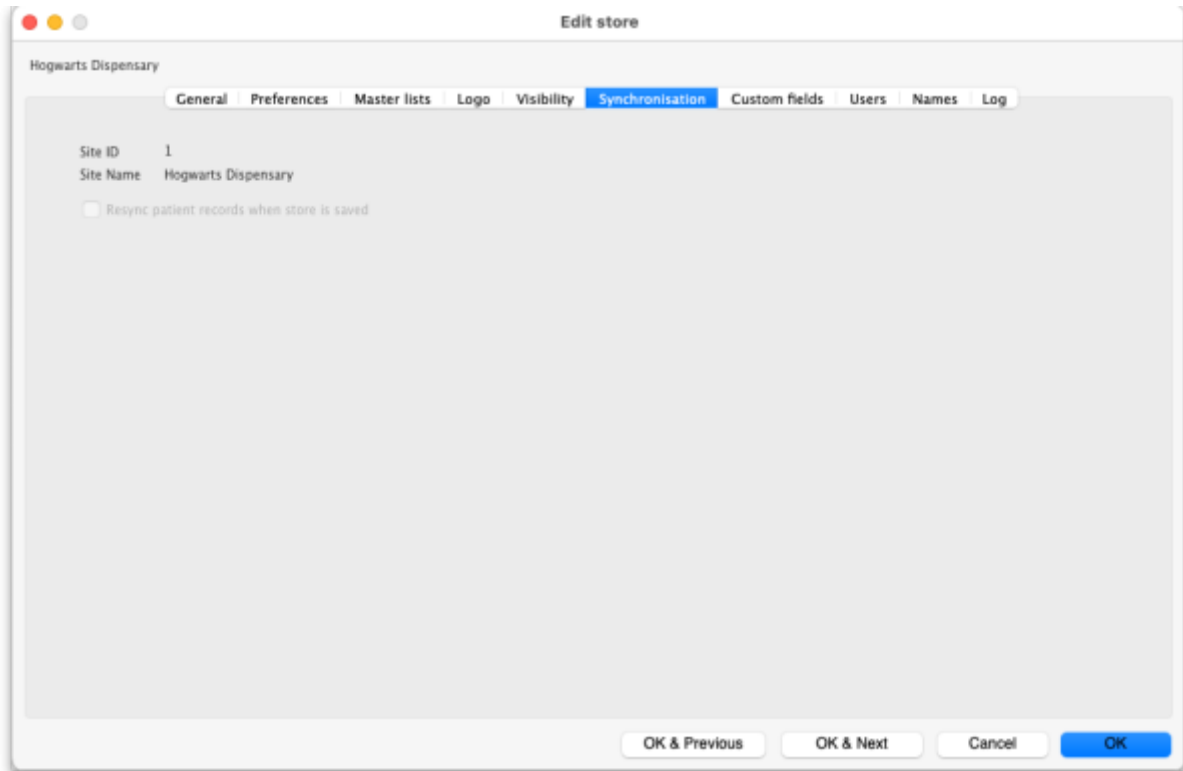 Edit store
Hogwarts Dispensary
General Preferences Master lists Logo Visibility Synchronisation Custom fields Users Names Log
Site ID 1
Site Name Hogwarts Dispensary
Resync patient records when store is saved
OK & Previous OK & Next Cancel OK